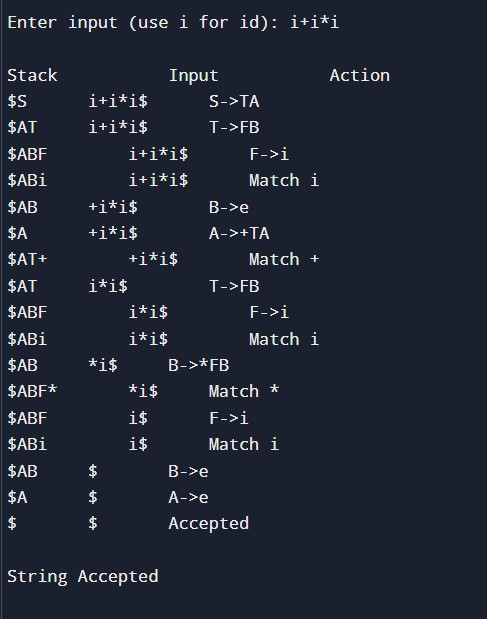 Enter input (use i for id): i+i*i
Stack Input Action
$S i+i*i$ S->TA
$AT i+i*i$ T->FB
$ABF i+i*i$ F->i
$ABi i+i*i$ Match i
$AB +i*i$ B->e
$A +i*i$ A->+TA
$AT+ +i*i$ Match +
$AT i*i$ T->FB
$ABF i*i$ F->i
$ABi i*i$ Match i
$AB *i$ B->*FB
$ABF* *i$ Match *
$ABF i$ F->i
$ABi i$ Match i
$AB $ B->e
$A $ A->e
$ $ Accepted
String Accepted